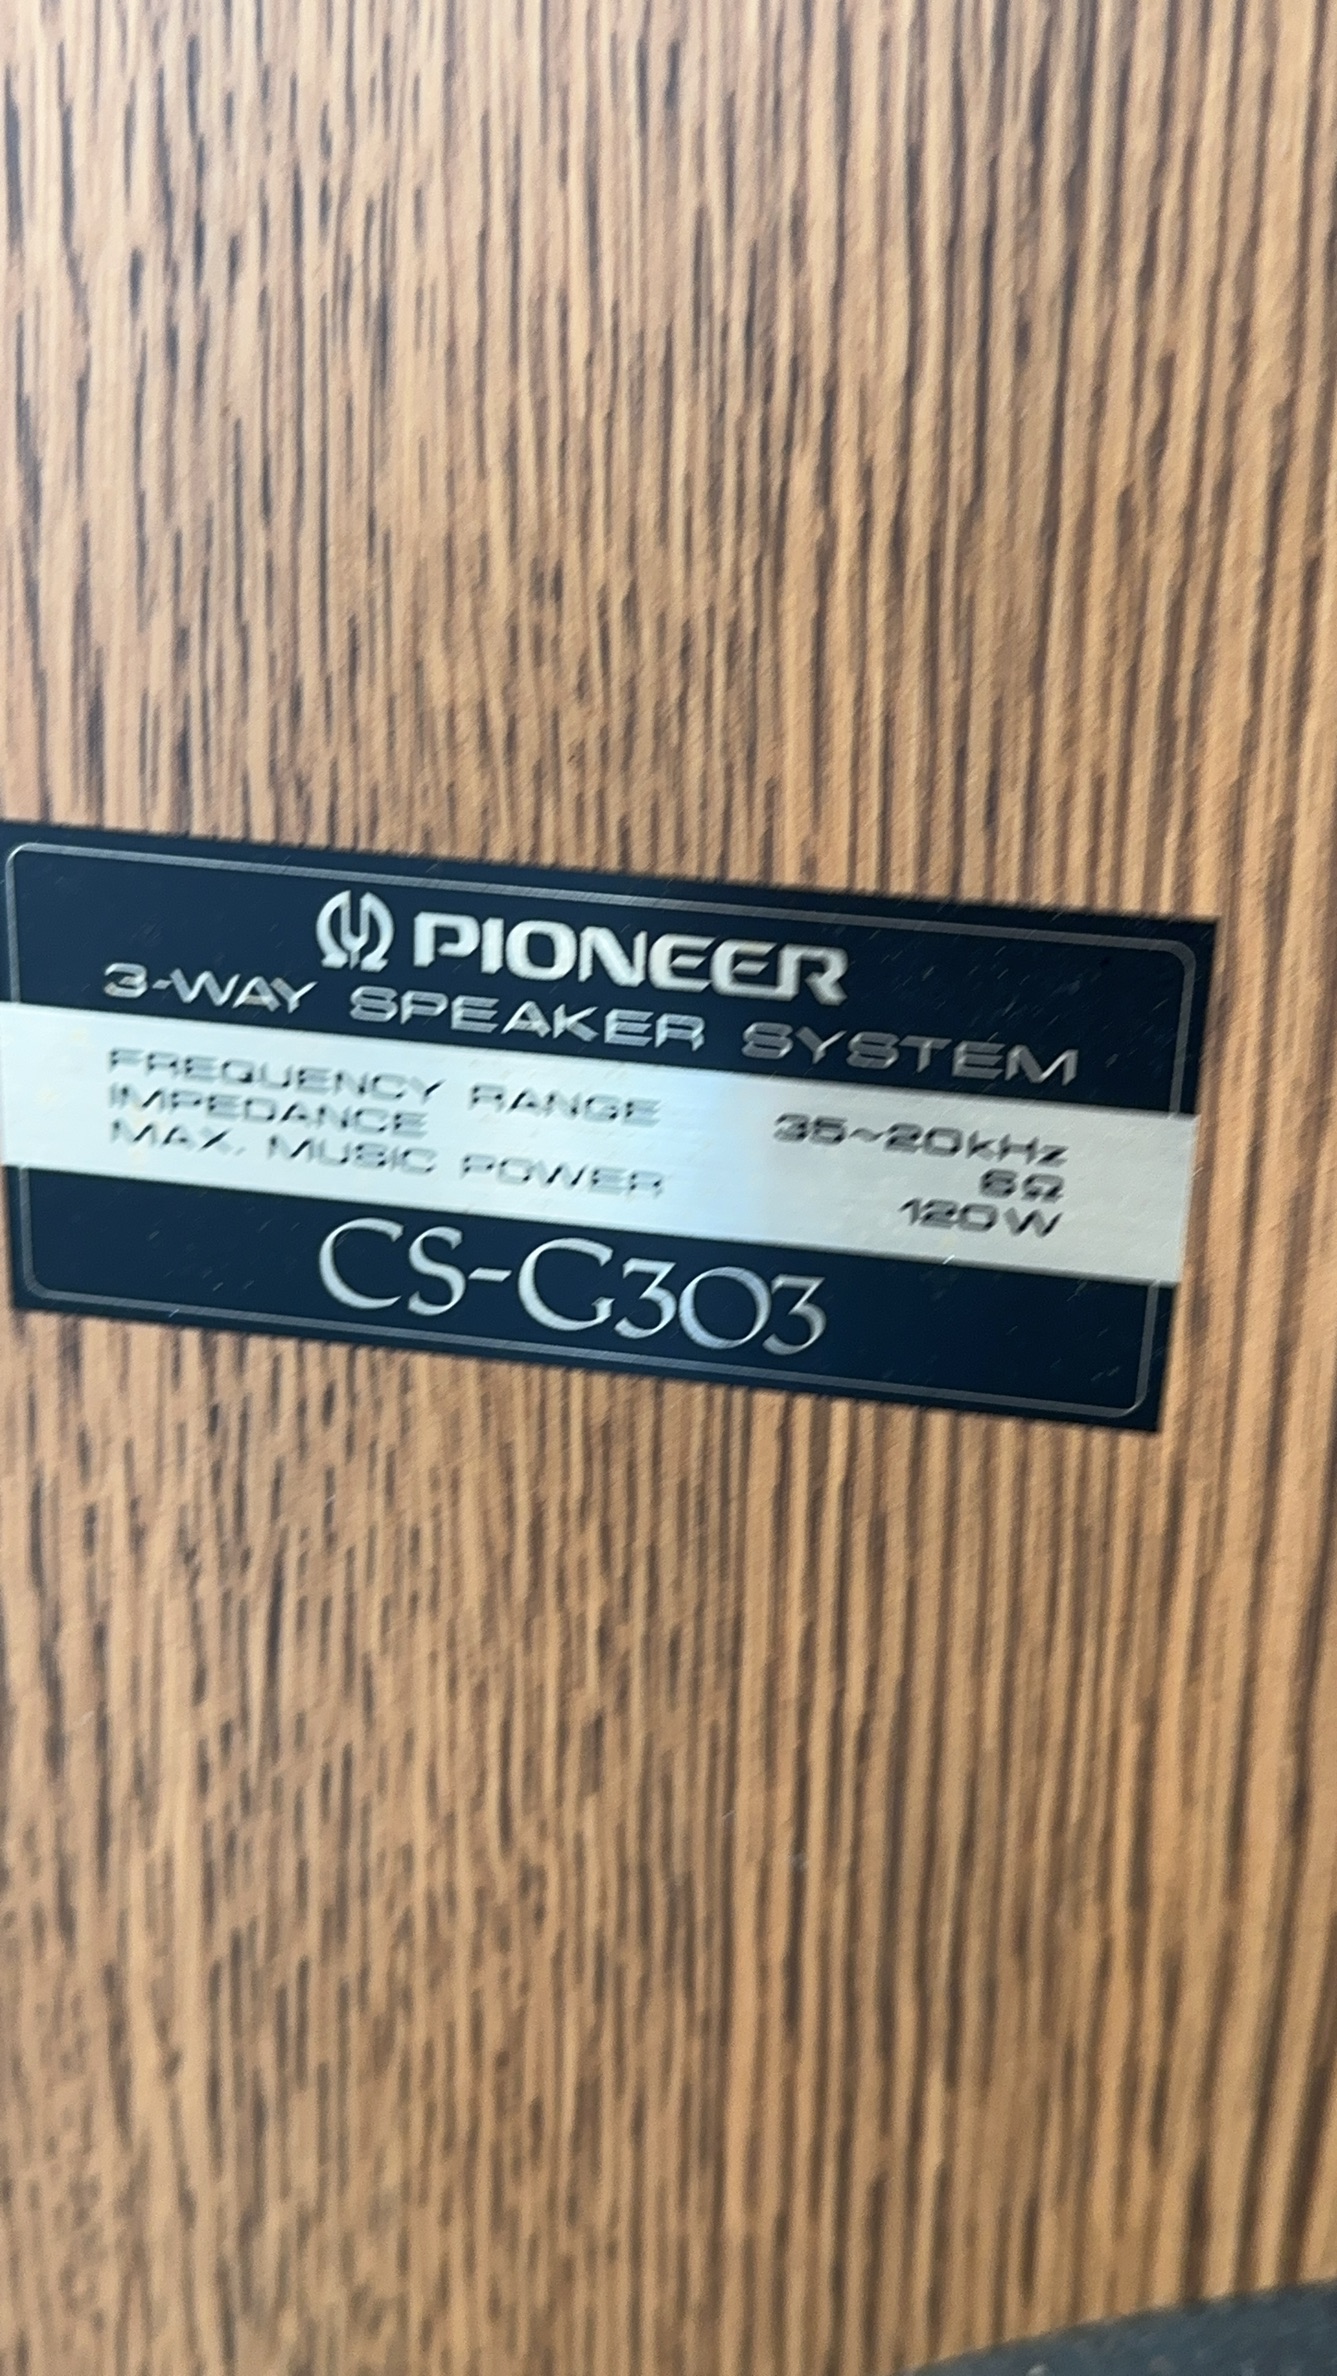 PIONEER
3-WAY SPEAKER SYSTEM
FREQUENCY RANGE 35~20kHz
IMPEDANCE 6Ω
MAX. MUSIC POWER 120W
CS-G303